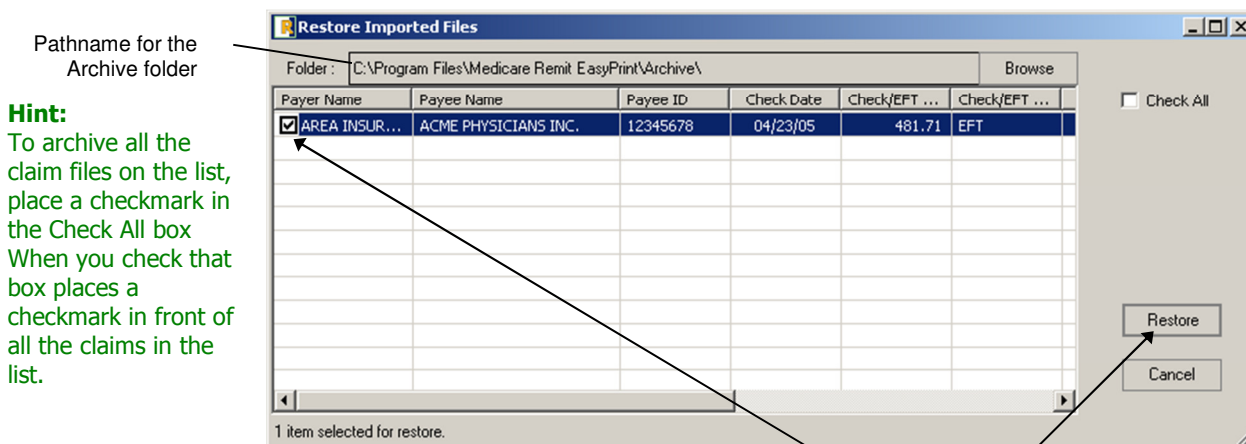 Pathname for the
Archive folder
Hint:
To archive all the
claim files on the list,
place a checkmark in
the Check All box
When you check that
box places a
checkmark in front of
all the claims in the
list.
Restore Imported Files
Folder : C:\Program Files\Medicare Remit EasyPrint\Archive\ Browse
Payer Name Payee Name Payee ID Check Date Check/EFT ... Check/EFT ...
AREA INSUR... ACME PHYSICIANS INC. 12345678 04/23/05 481.71 EFT
Check All
Restore
Cancel
1 item selected for restore.